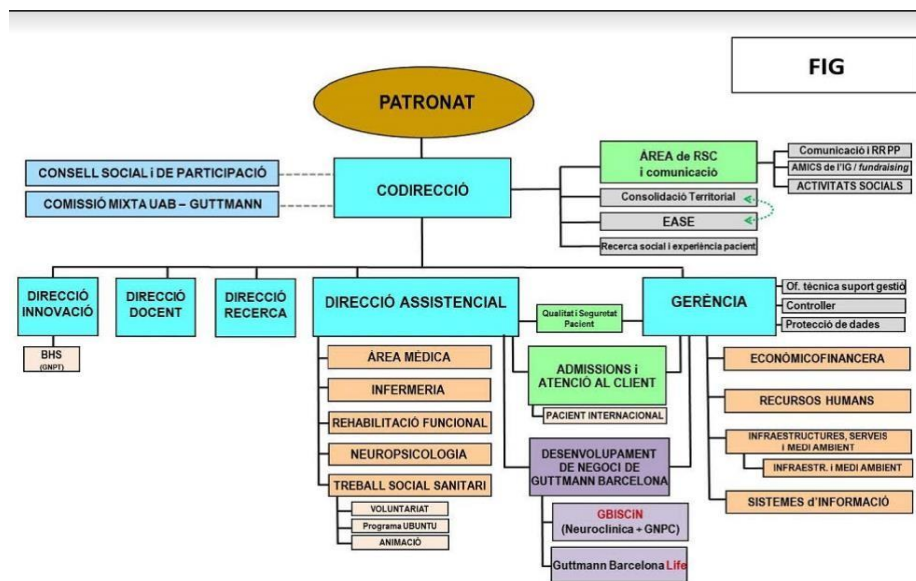 FIG
PATRONAT
CONSELL SOCIAL i DE PARTICIPACIÓ
COMISSIÓ MIXTA UAB – GUTTMANN
CODIRECCIÓ
ÀREA de RSC
i comunicació
Comunicació i RRPP
AMICS de l'IG / fundraising
ACTIVITATS SOCIALS
Consolidació Territorial
EASE
Recerca social i experiència pacient
DIRECCIÓ
INNOVACIÓ
BHS
(GNPT)
DIRECCIÓ
DOCENT
DIRECCIÓ
RECERCA
DIRECCIÓ ASSISTENCIAL
Qualitat i Seguretat
Pacient
GERÈNCIA
Of. tècnica suport gestió
Controller
Protecció de dades
ÀREA MÈDICA
INFERMERIA
REHABILITACIÓ FUNCIONAL
NEUROPSICOLOGIA
TREBALL SOCIAL SANITARI
VOLUNTARIAT
Programa UBUNTU
ANIMACIÓ
ADMISSIONS i
ATENCIÓ AL CLIENT
PACIENT INTERNACIONAL
DESENVOLUPAMENT
DE NEGOCI DE
GUTTMANN BARCELONA
GBISCIN
(Neuroclínica + GNPC)
Guttmann Barcelona Life
ECONÒMICOFINANCERA
RECURSOS HUMANS
INFRAESTRUCTURES, SERVEIS
i MEDI AMBIENT
INFRAESTR. i MEDI AMBIENT
SISTEMES d'INFORMACIÓ